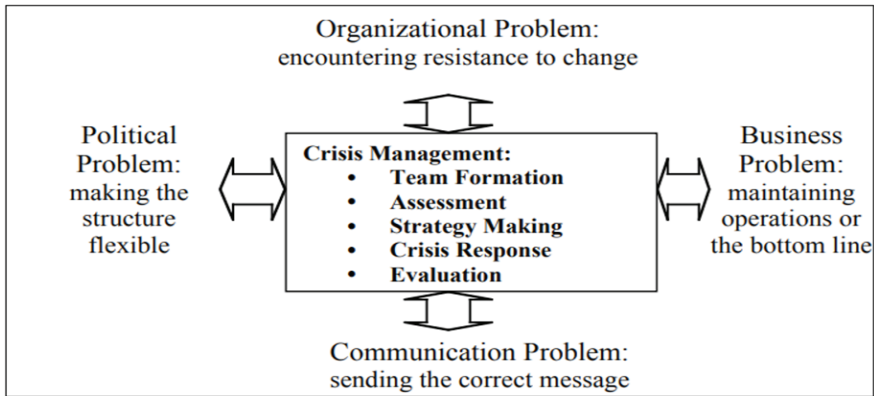 Organizational Problem:
encountering resistance to change
Political
Problem:
making the
structure
flexible
Crisis Management:
• Team Formation
• Assessment
• Strategy Making
• Crisis Response
• Evaluation
Business
Problem:
maintaining
operations or
the bottom line
Communication Problem:
sending the correct message